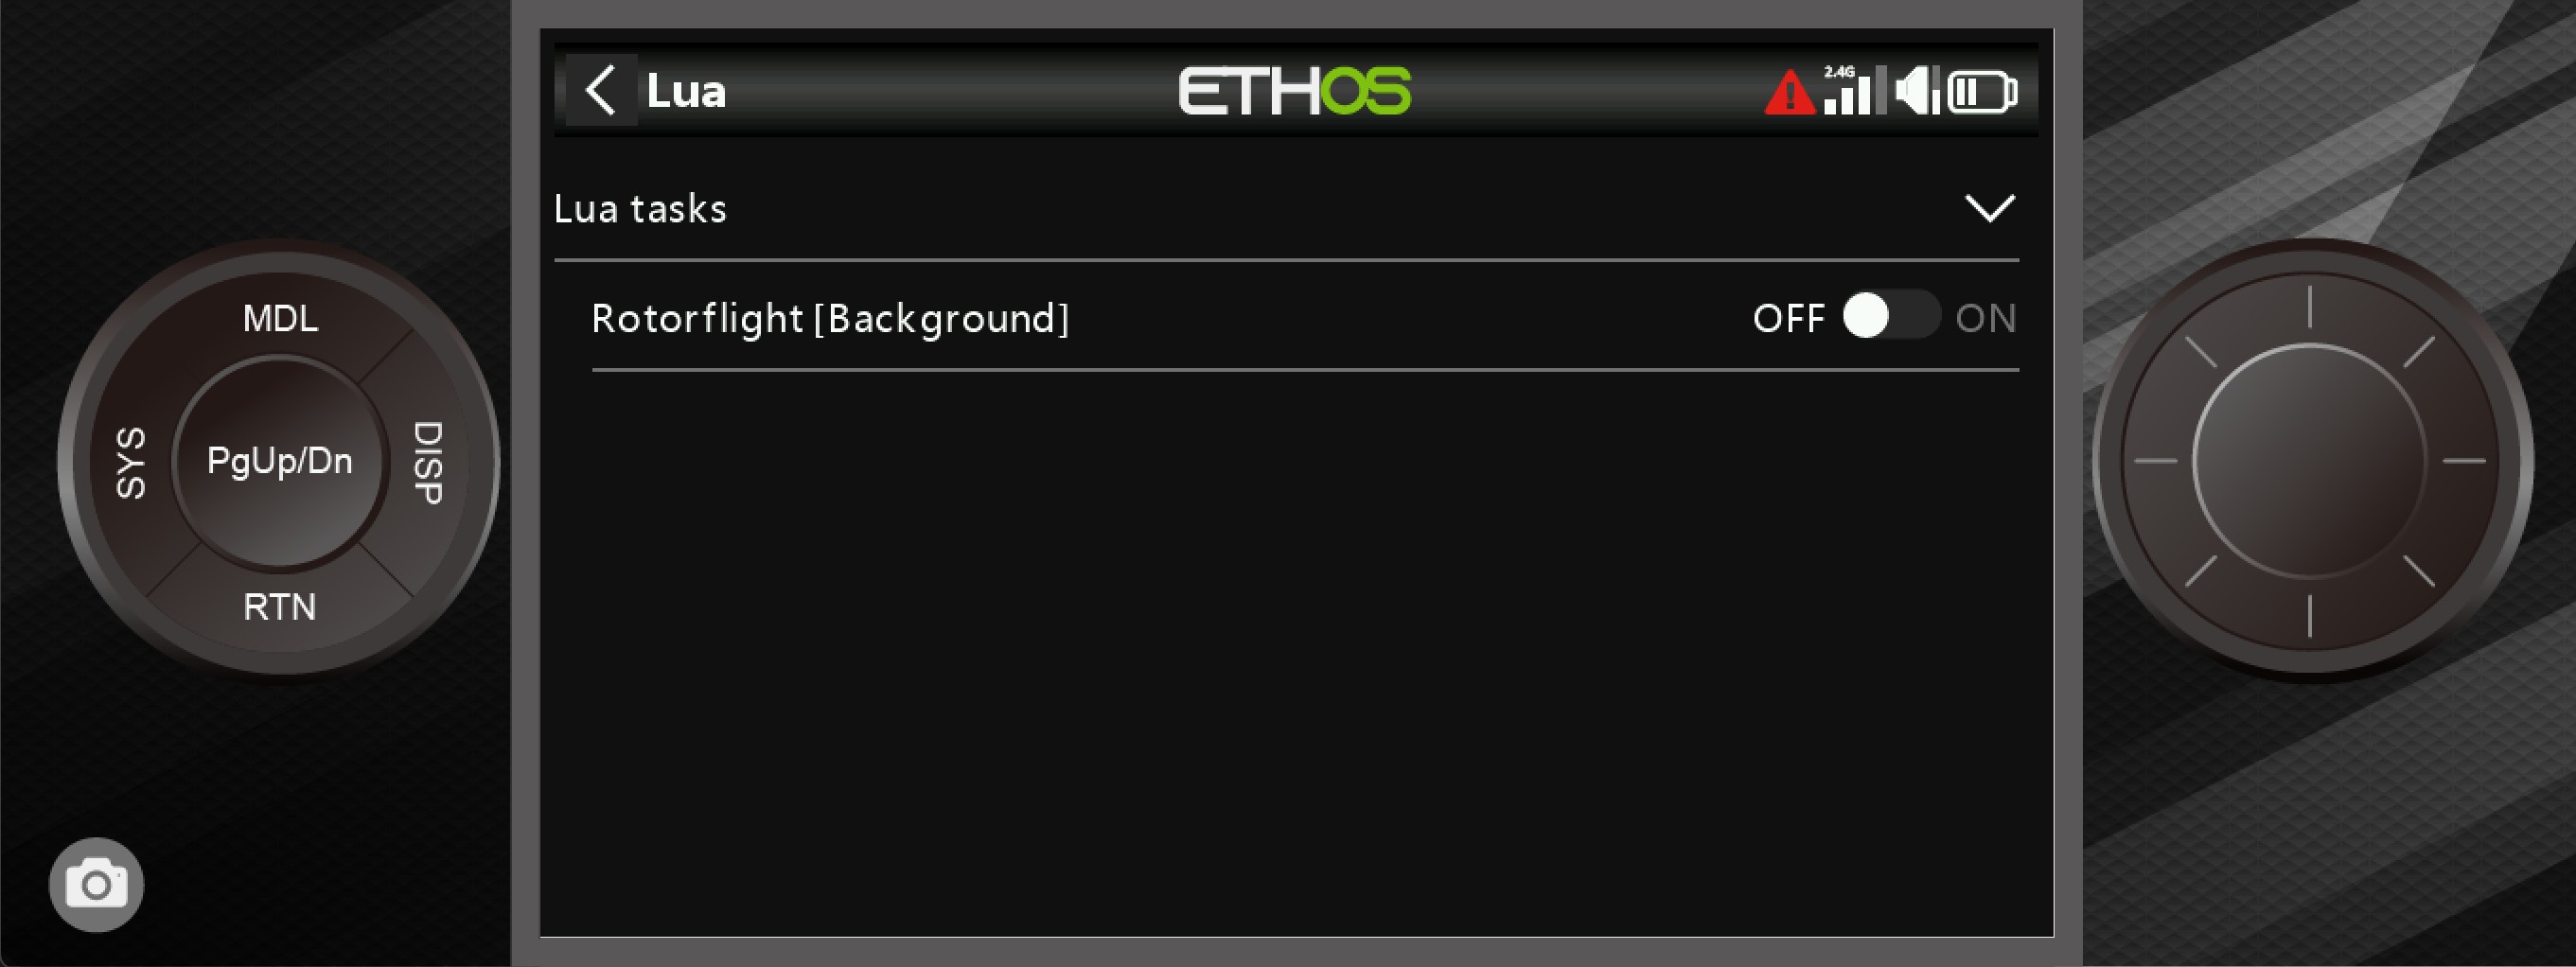 Lua
ETHOS
2.4G
Lua tasks
Rotorflight [Background]
OFF
ON
MDL
SYS
PgUp/Dn
DISP
RTN